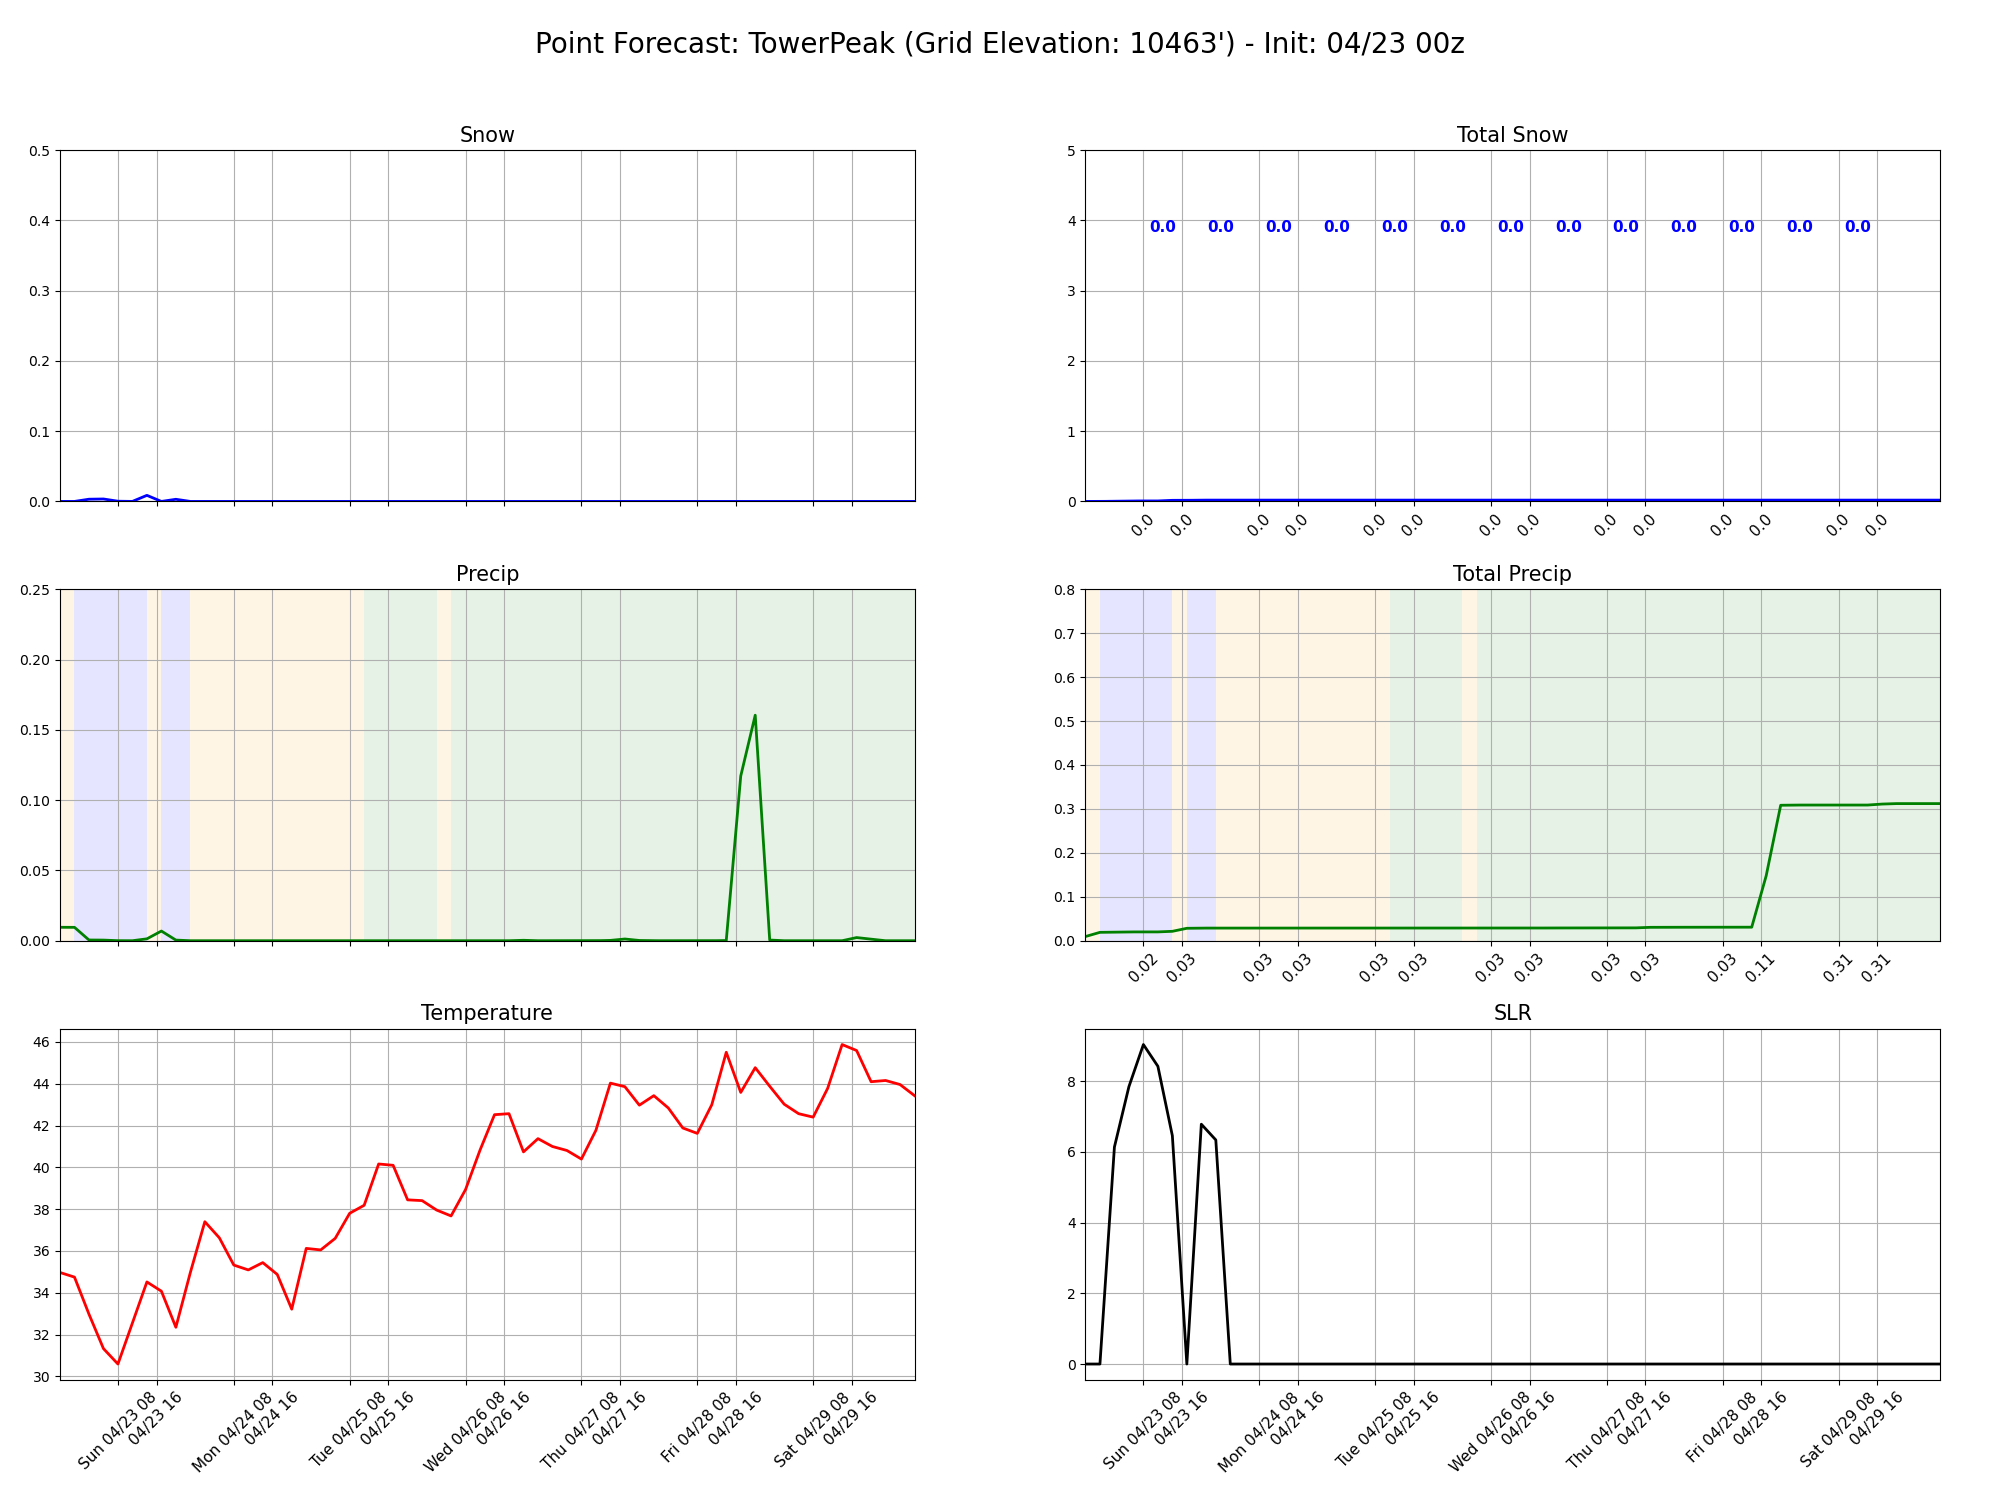 Point Forecast: TowerPeak (Grid Elevation: 10463') - Init: 04/23 00z
Snow
0.5
0.4
0.3
0.2
0.1
0.0
Total Snow
5
4
3
2
1
0
0.0 0.0 0.0 0.0 0.0 0.0 0.0 0.0 0.0 0.0 0.0 0.0 0.0
0.0 0.0 0.0 0.0 0.0 0.0 0.0 0.0 0.0 0.0 0.0 0.0 0.0 0.0
Precip
0.25
0.20
0.15
0.10
0.05
0.00
Total Precip
0.8
0.7
0.6
0.5
0.4
0.3
0.2
0.1
0.0
0.02 0.03 0.03 0.03 0.03 0.03 0.03 0.03 0.03 0.03 0.03 0.11 0.31 0.31
Temperature
46
44
42
40
38
36
34
32
30
Sun 04/23 08
04/23 16
Mon 04/24 08
04/24 16
Tue 04/25 08
04/25 16
Wed 04/26 08
04/26 16
Thu 04/27 08
04/27 16
Fri 04/28 08
04/28 16
Sat 04/29 08
04/29 16
SLR
8
6
4
2
0
Sun 04/23 08
04/23 16
Mon 04/24 08
04/24 16
Tue 04/25 08
04/25 16
Wed 04/26 08
04/26 16
Thu 04/27 08
04/27 16
Fri 04/28 08
04/28 16
Sat 04/29 08
04/29 16